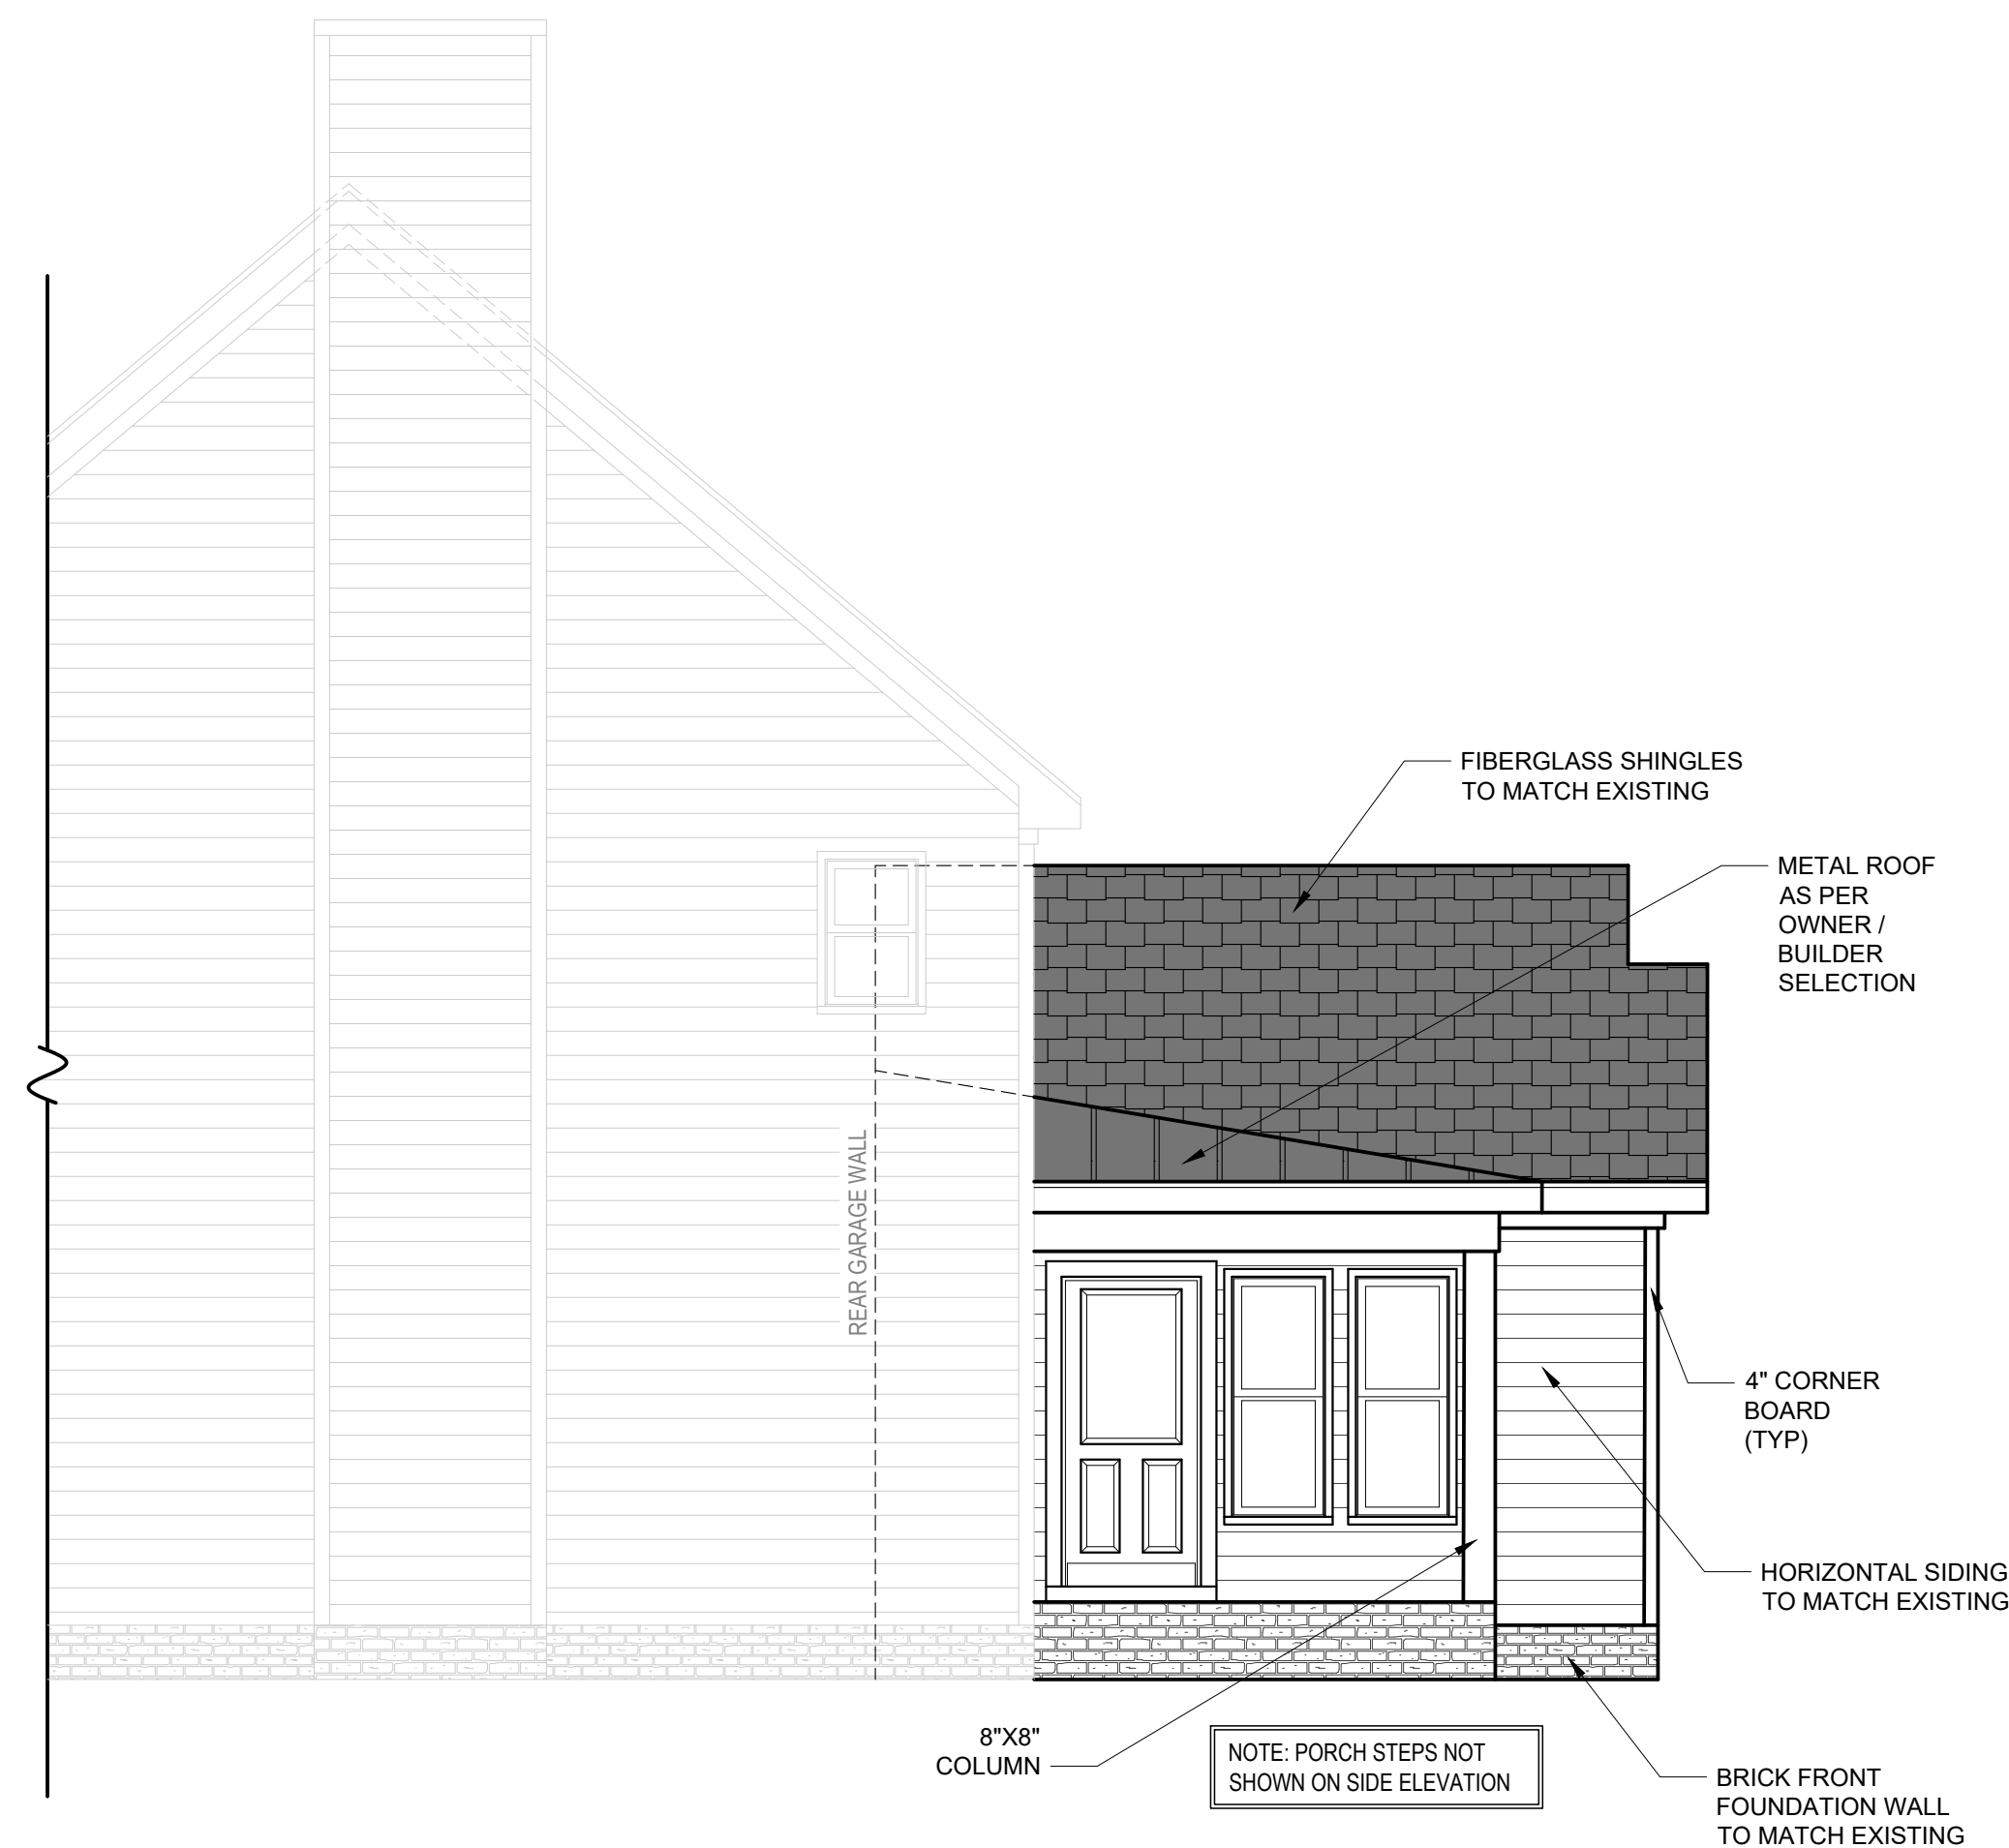 FIBERGLASS SHINGLES
TO MATCH EXISTING
METAL ROOF
AS PER
OWNER /
BUILDER
SELECTION
REAR GARAGE WALL
4" CORNER
BOARD
(TYP)
HORIZONTAL SIDING
TO MATCH EXISTING
8"X8"
COLUMN
NOTE: PORCH STEPS NOT
SHOWN ON SIDE ELEVATION
BRICK FRONT
FOUNDATION WALL
TO MATCH EXISTING